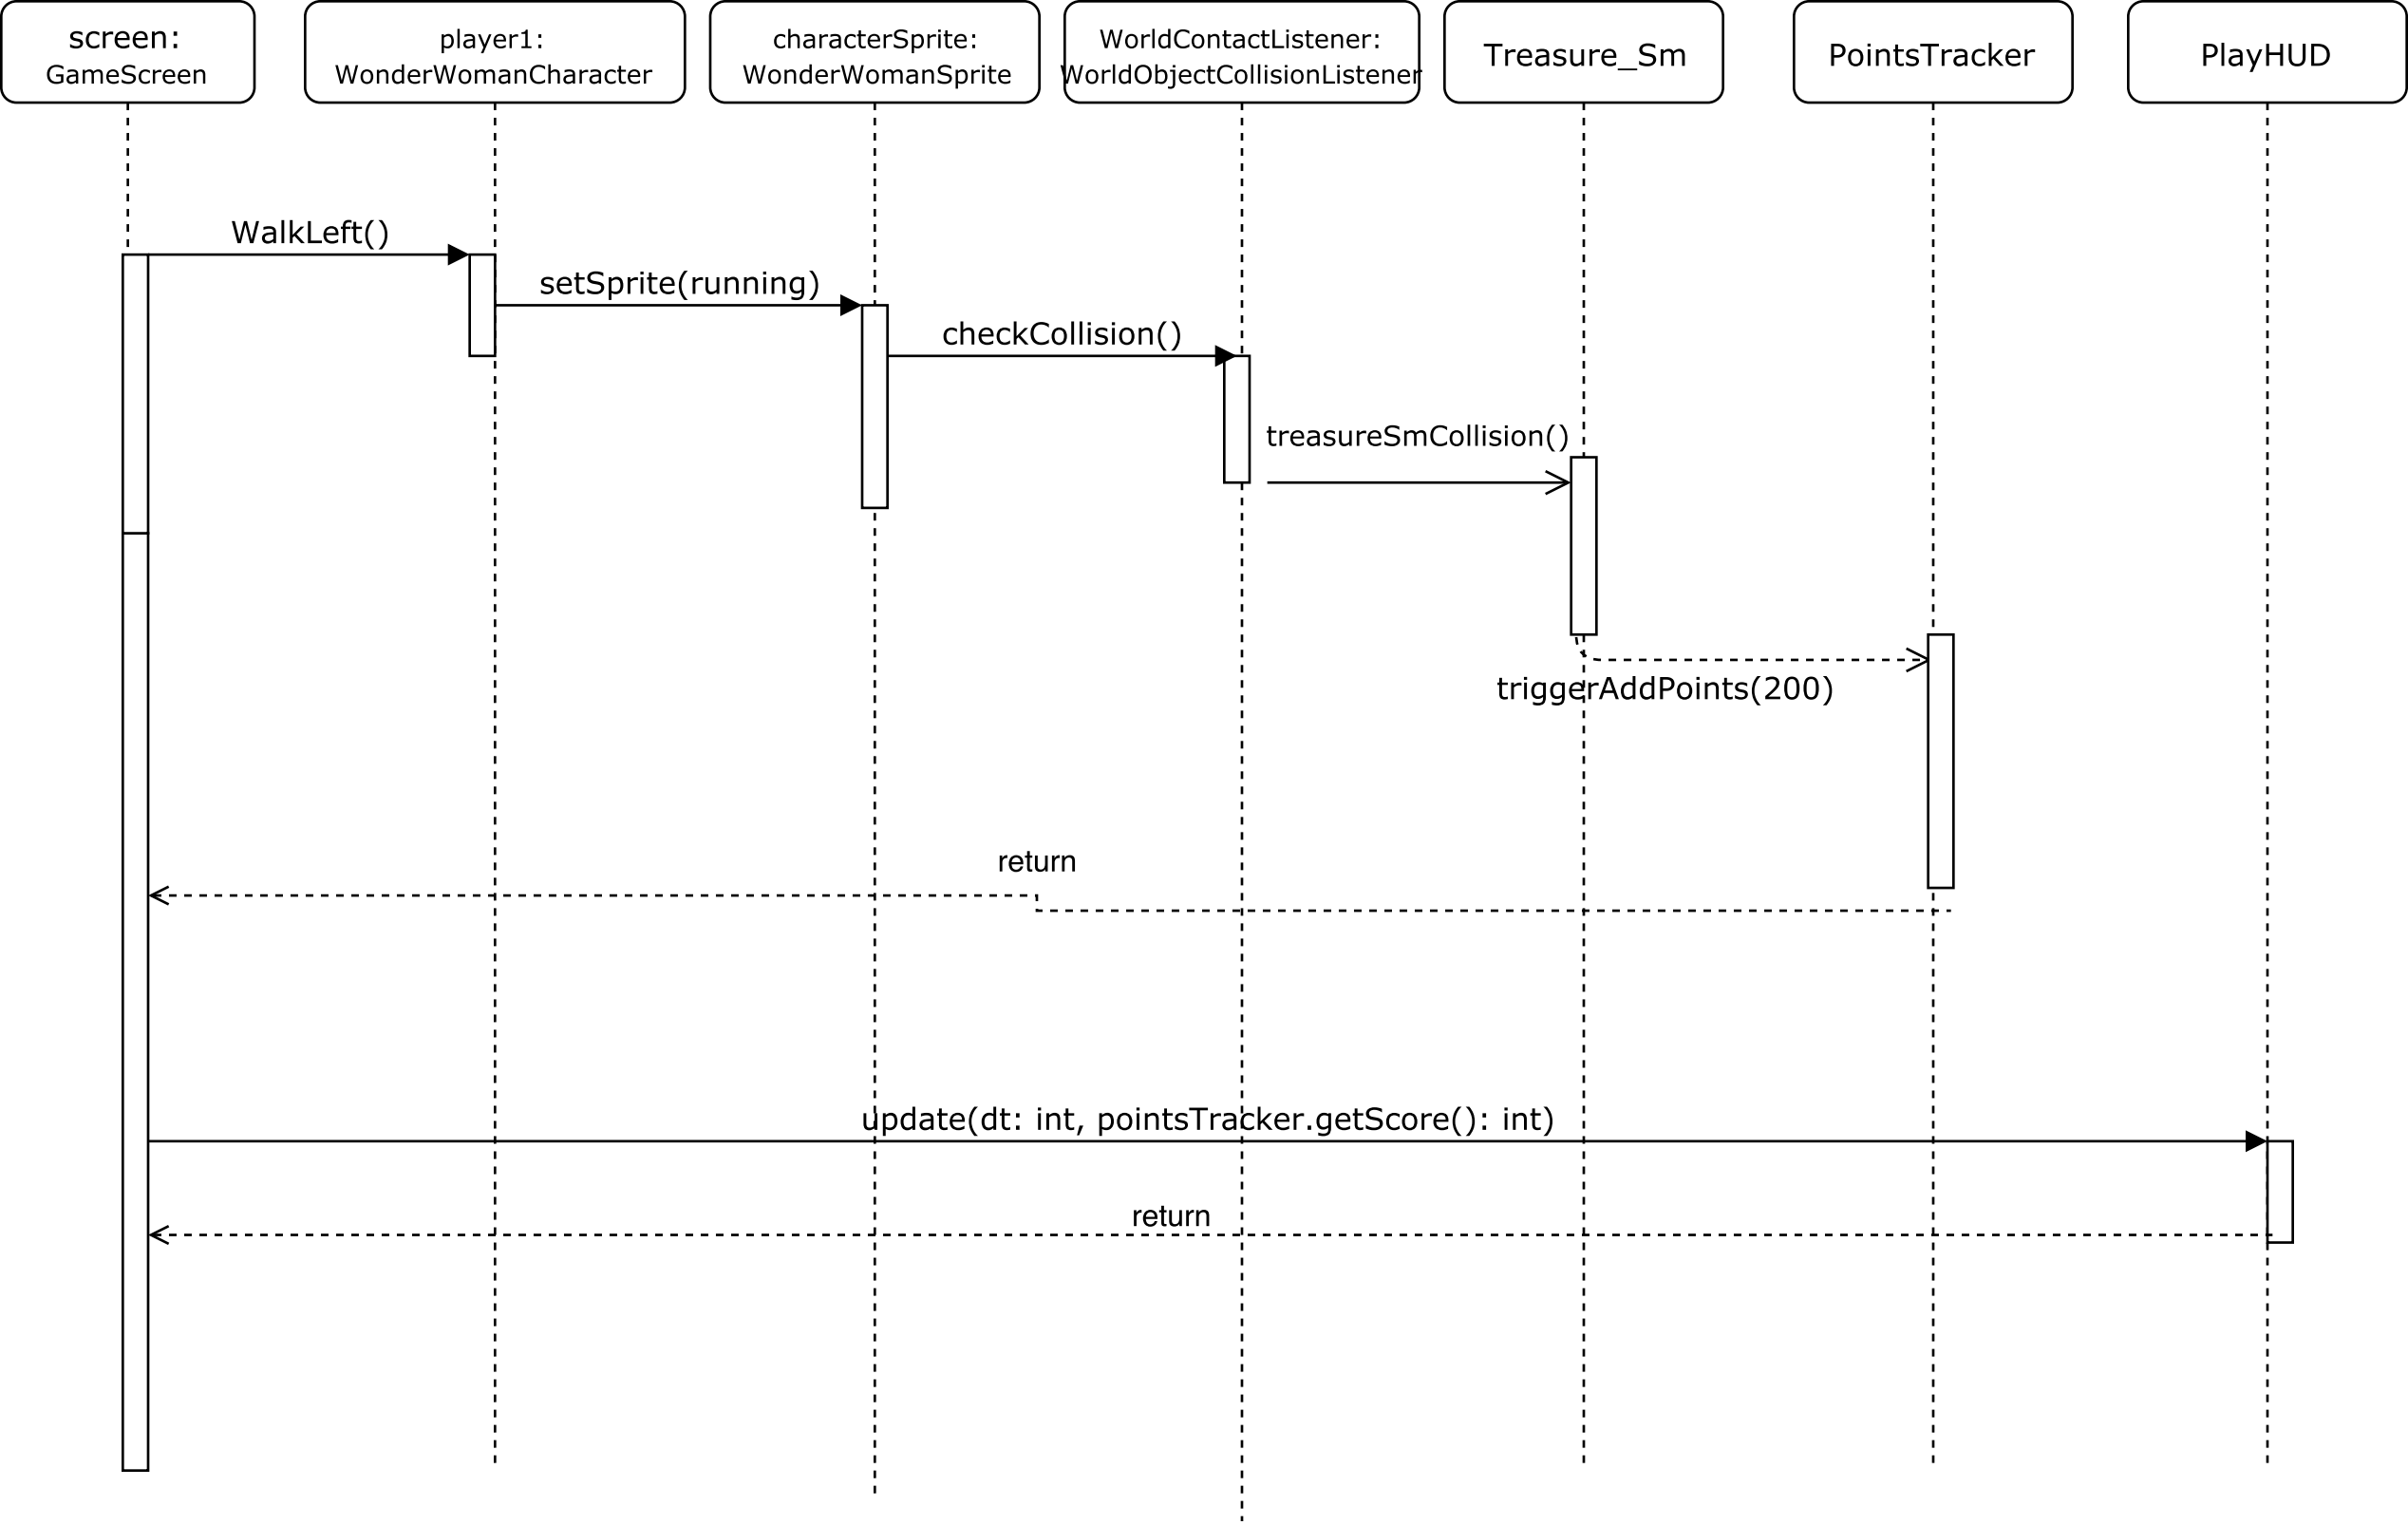 screen:
GameScreen
player1:
WonderWomanCharacter
characterSprite:
WonderWomanSprite
WorldContactListener:
WorldObjectCollisionListener
Treasure_Sm
PointsTracker
PlayHUD
WalkLeft()
setSprite(running)
checkCollision()
treasureSmCollision()
triggerAddPoints(200)
return
update(dt: int, pointsTracker.getScore(): int)
return